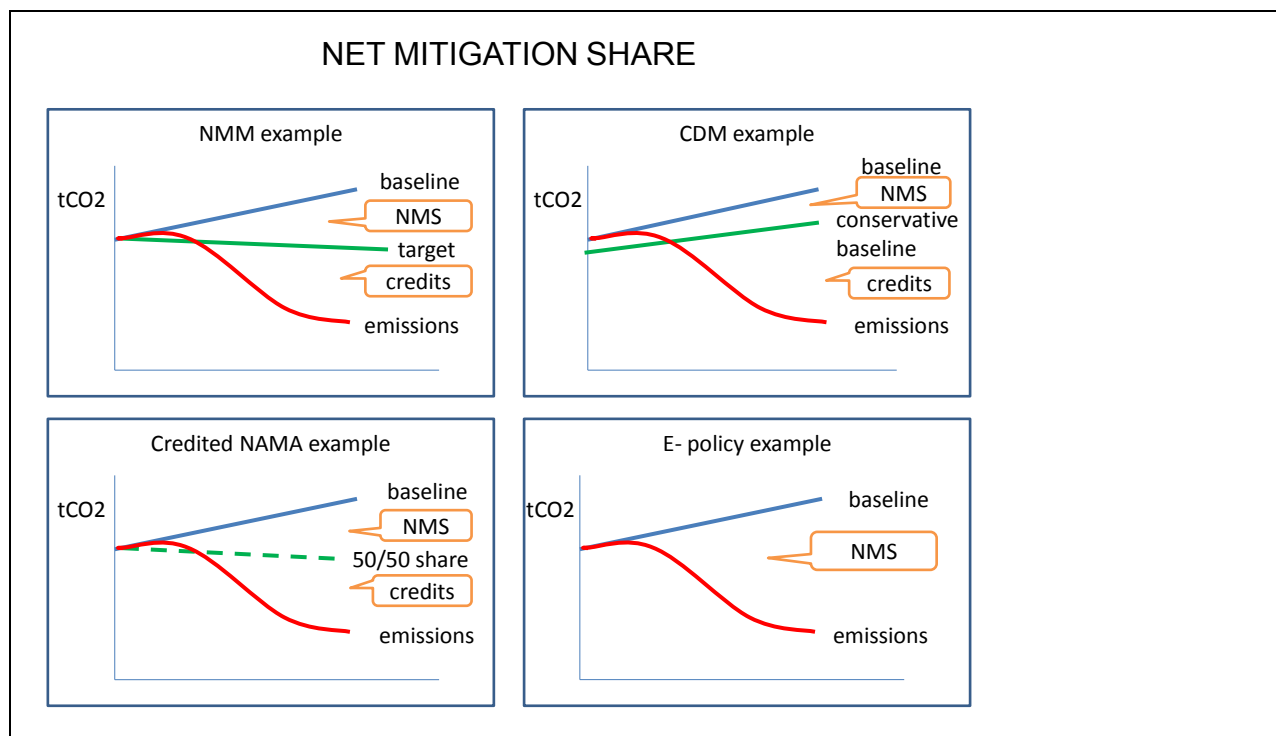 NET MITIGATION SHARE
NMM example
tCO2
baseline
NMS
target
credits
emissions
CDM example
tCO2
baseline
NMS
conservative
baseline
credits
emissions
Credited NAMA example
tCO2
baseline
NMS
50/50 share
credits
emissions
E- policy example
tCO2
baseline
NMS
emissions